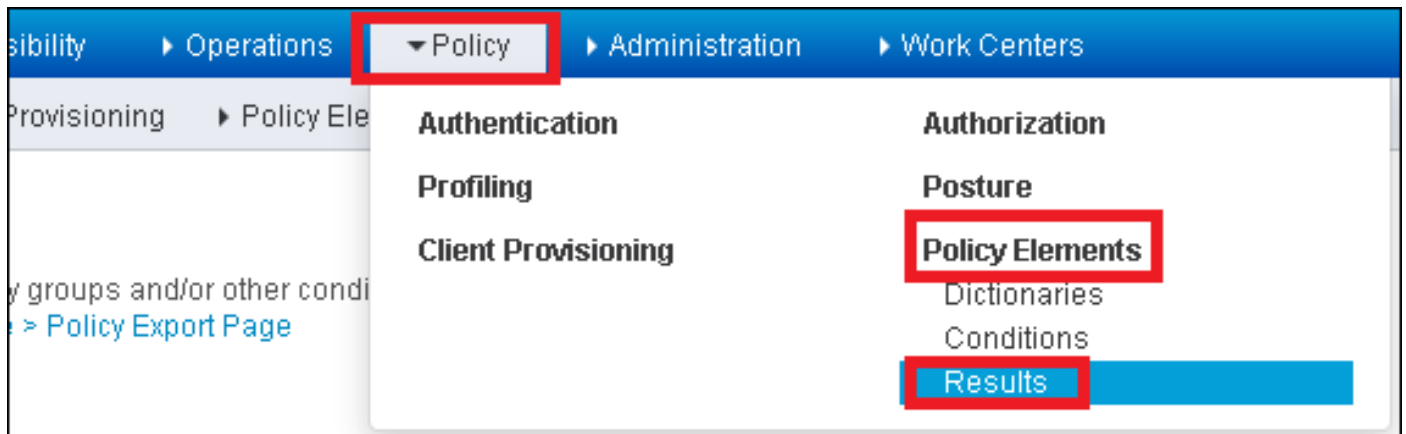 sibility Operations Policy Administration Work Centers
Provisioning Policy Ele
Authentication Authorization
Profiling Posture
Client Provisioning Policy Elements
y groups and/or other condi Dictionaries
> Policy Export Page Conditions
Results